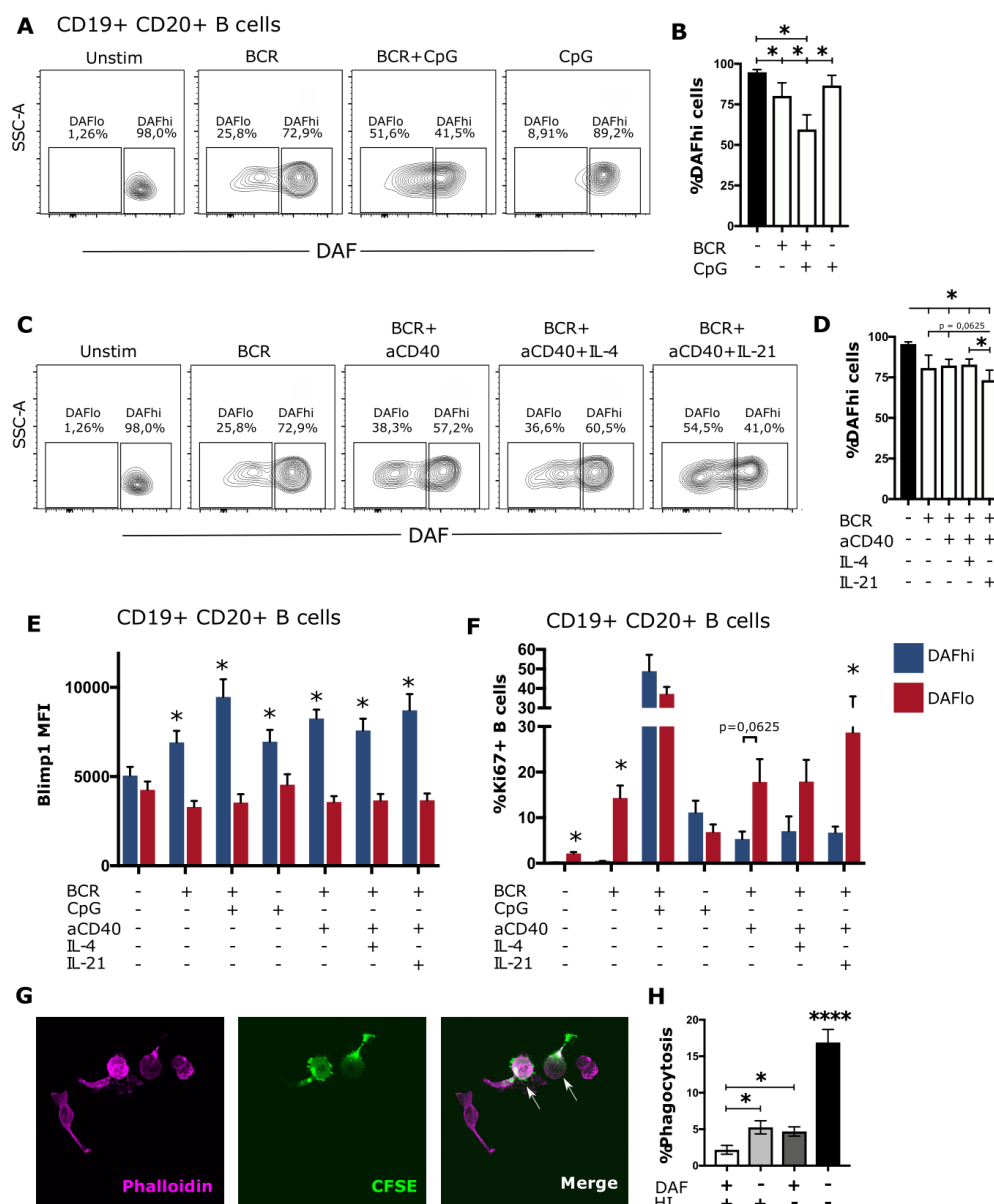 A CD19+ CD20+ B cells
Unstim BCR BCR+CpG CpG
SSC-A
DAFlo DAFhi DAFlo DAFhi DAFlo DAFhi DAFlo DAFhi
1,26% 98,0% 25,8% 72,9% 51,6% 41,5% 8,91% 89,2%
DAF
B
* 
* * *
%DAFhi cells
100
75
50
25
0
BCR - + + -
CpG - - + +
C
Unstim BCR BCR+ aCD40 BCR+ aCD40+IL-4 BCR+ aCD40+IL-21
SSC-A
DAFlo DAFhi DAFlo DAFhi DAFlo DAFhi DAFlo DAFhi DAFlo DAFhi
1,26% 98,0% 25,8% 72,9% 38,3% 57,2% 36,6% 60,5% 54,5% 41,0%
DAF
D
*
p = 0,0625
*
%DAFhi cells
100
75
50
25
0
BCR - + + + +
aCD40 - - + + +
IL-4 - - - + -
IL-21 - - - - +
E CD19+ CD20+ B cells
Blimp1 MFI
10000
5000
0
* * * * * *
BCR - + + - + + +
CpG - - + + - - -
aCD40 - - - - + + +
IL-4 - - - - - + -
IL-21 - - - - - - +
F CD19+ CD20+ B cells
%Ki67+ B cells
60
50
40
30
30
20
10
0
* * p=0,0625 *
BCR - + + - + + +
CpG - - + + - - -
aCD40 - - - - + + +
IL-4 - - - - - + -
IL-21 - - - - - - +
DAFhi
DAFlo
G
Phalloidin CFSE Merge
H
****
*
*
%Phagocytosis
20
15
10
5
0
DAF + - + -
HI + + - -